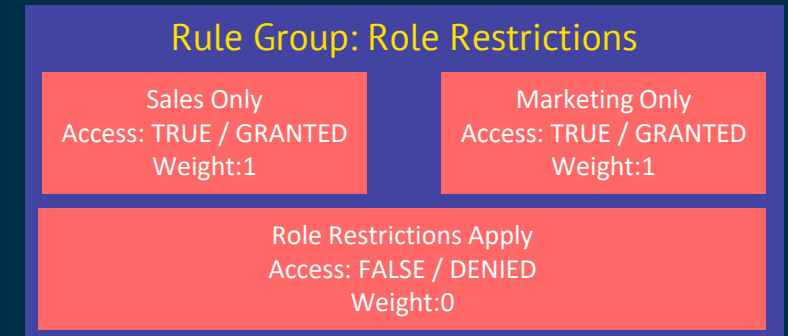 Rule Group: Role Restrictions
Sales Only
Access: TRUE / GRANTED
Weight:1
Marketing Only
Access: TRUE / GRANTED
Weight:1
Role Restrictions Apply
Access: FALSE / DENIED
Weight:0